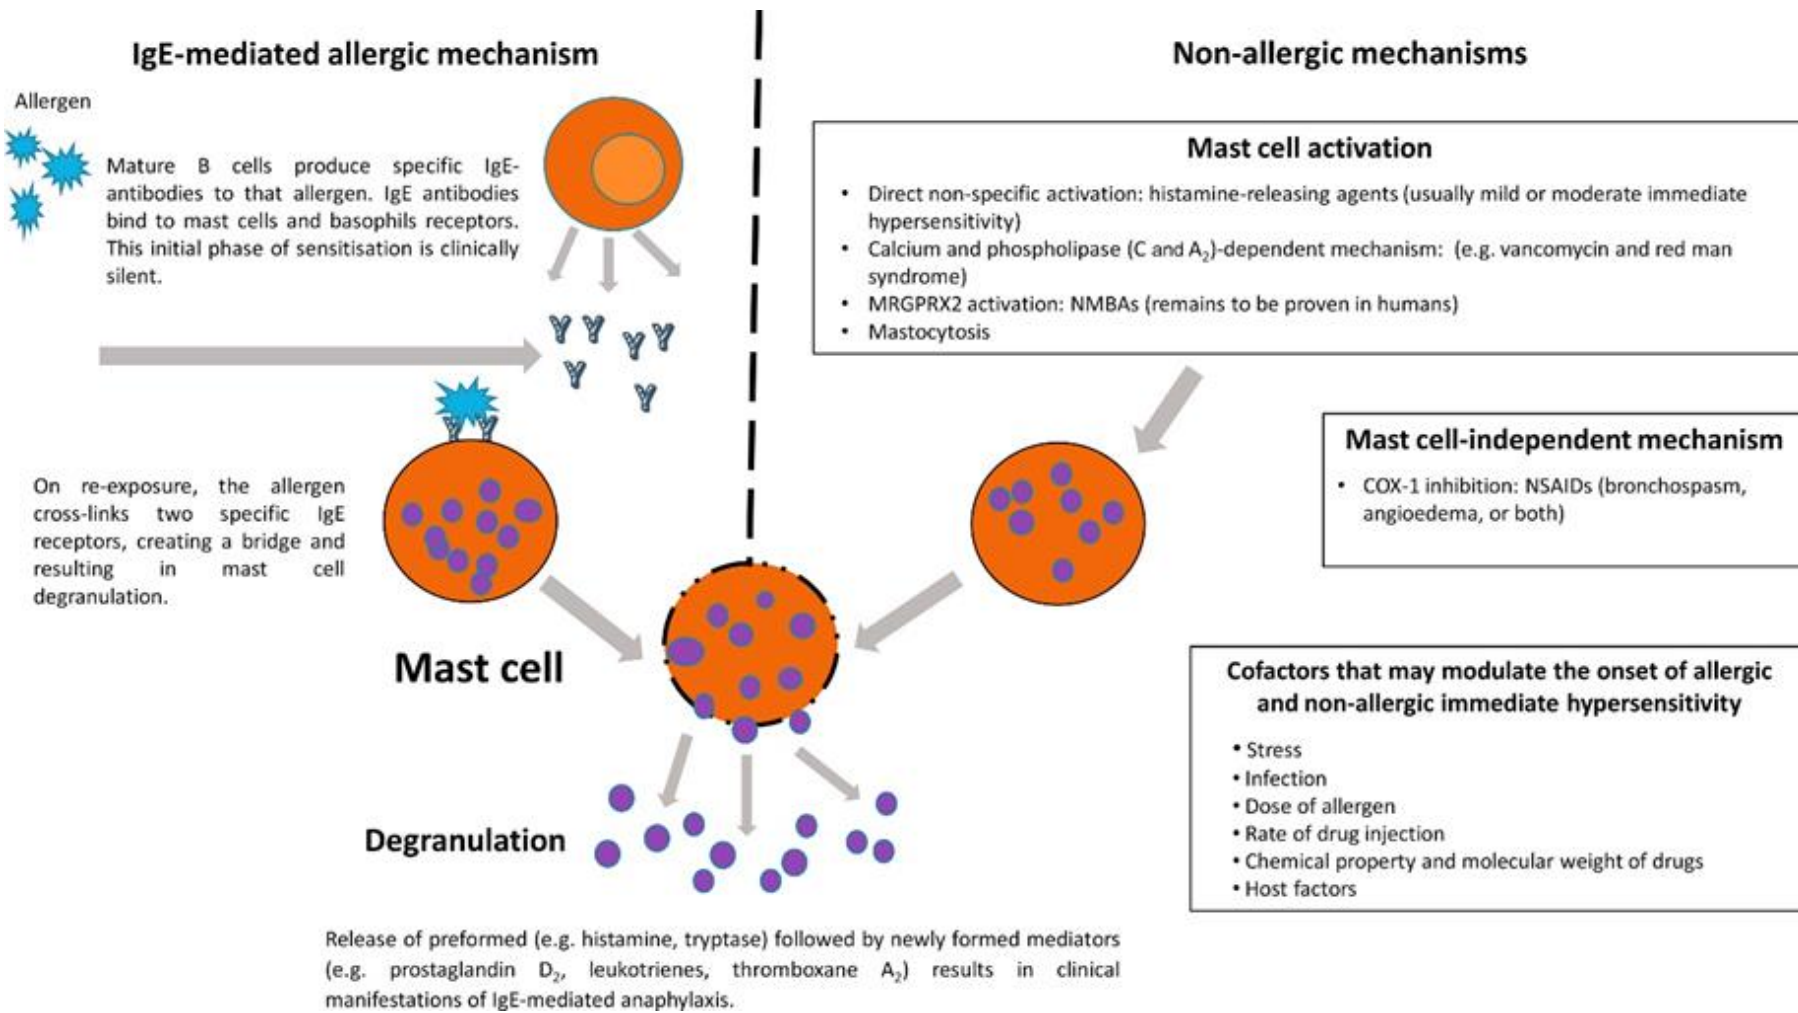 IgE-mediated allergic mechanism
Allergen
Mature B cells produce specific IgE-
antibodies to that allergen. IgE antibodies
bind to mast cells and basophils receptors.
This initial phase of sensitisation is clinically
silent.
On re-exposure, the allergen
cross-links two specific IgE
receptors, creating a bridge and
resulting in mast cell
degranulation.
Mast cell
Degranulation
Release of preformed (e.g. histamine, tryptase) followed by newly formed mediators
(e.g. prostaglandin D₂, leukotrienes, thromboxane A₂) results in clinical
manifestations of IgE-mediated anaphylaxis.
Non-allergic mechanisms
Mast cell activation
• Direct non-specific activation: histamine-releasing agents (usually mild or moderate immediate
hypersensitivity)
• Calcium and phospholipase (C and A₂)-dependent mechanism: (e.g. vancomycin and red man
syndrome)
• MRGPRX2 activation: NMBAs (remains to be proven in humans)
• Mastocytosis
Mast cell-independent mechanism
• COX-1 inhibition: NSAIDs (bronchospasm,
angioedema, or both)
Cofactors that may modulate the onset of allergic
and non-allergic immediate hypersensitivity
• Stress
• Infection
• Dose of allergen
• Rate of drug injection
• Chemical property and molecular weight of drugs
• Host factors